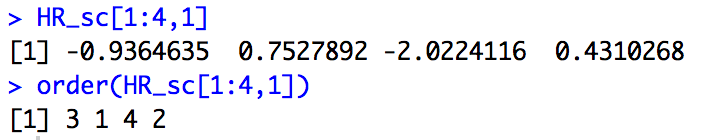 > HR_sc[1:4,1]
[1] -0.9364635  0.7527892 -2.0224116  0.4310268
> order(HR_sc[1:4,1])
[1] 3 1 4 2